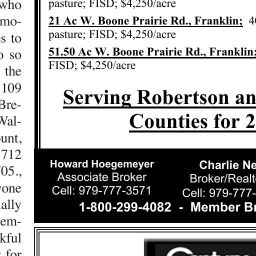 who
mo-
s to
o so
the
109
Bre-
Wal-
unt,
712
05.,
one
ally
em-
kful
for
pasture; FISD; $4,250/acre
21 Ac W. Boone Prairie Rd., Franklin;
pasture; FISD; $4,250/acre
51.50 Ac W. Boone Prairie Rd., Franklin;
FISD; $4,250/acre
Serving Robertson an
Counties for 2
Howard Hoegemeyer
Associate Broker
Cell: 979-777-3571
Charlie Ne
Broker/Realt
Cell: 979-777-
1-800-299-4082 - Member Br